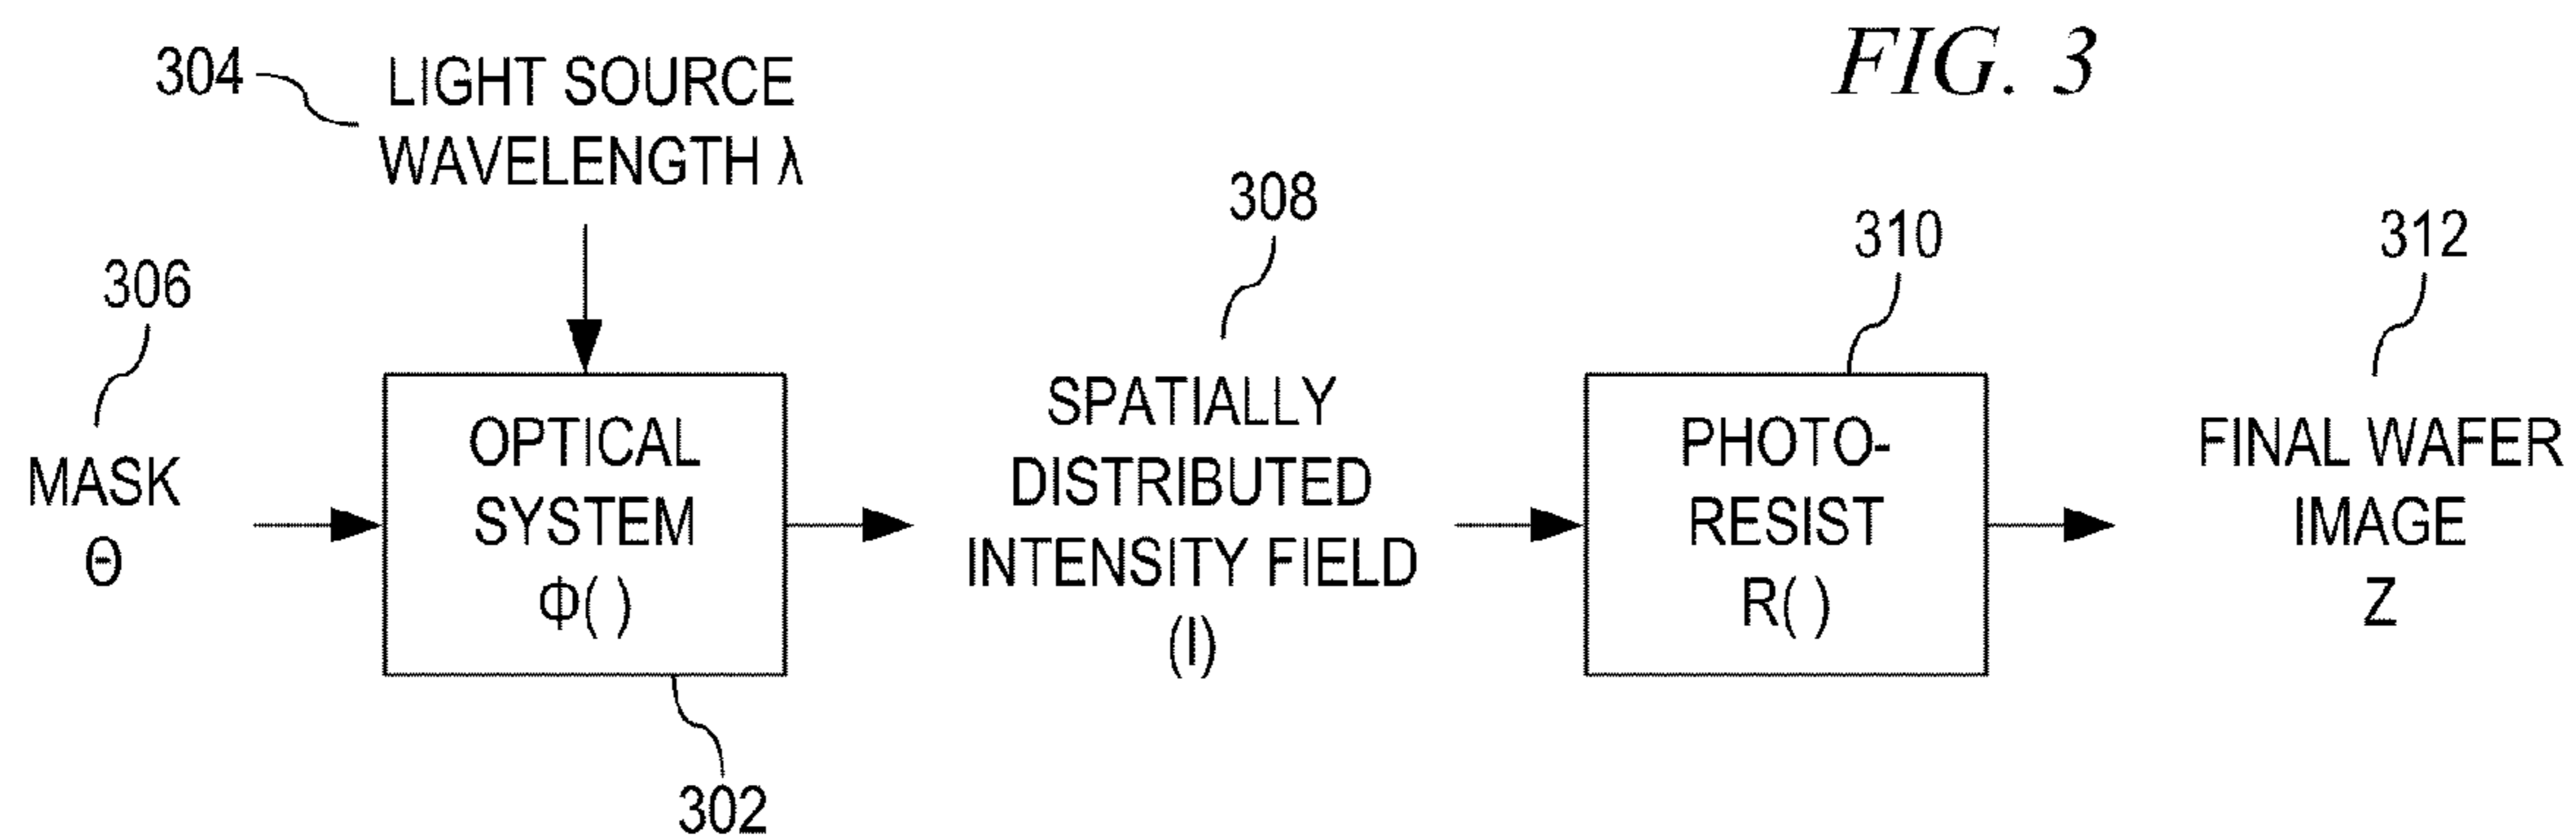 FIG. 3
304
LIGHT SOURCE
WAVELENGTH λ
306
MASK
Θ
OPTICAL
SYSTEM
Φ( )
302
308
SPATIALLY
DISTRIBUTED
INTENSITY FIELD
(I)
310
PHOTO-
RESIST
R( )
312
FINAL WAFER
IMAGE
Z